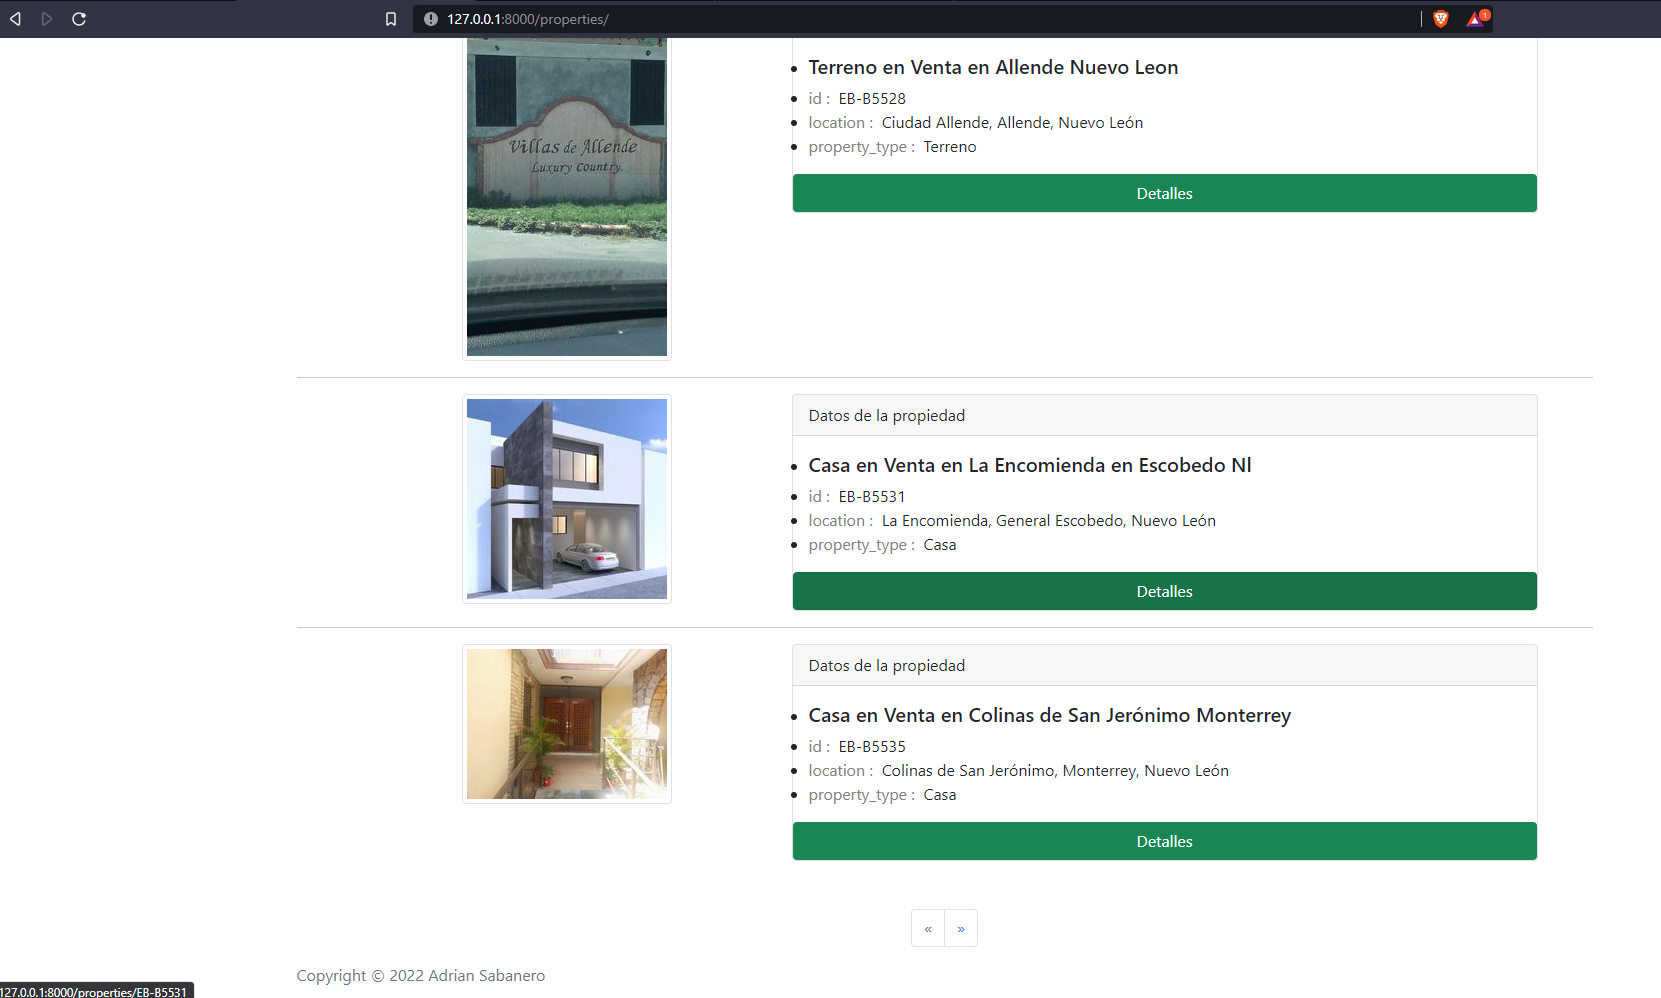 127.0.0.1:8000/properties/
1
Villas de Allende
Luxury Country
Terreno en Venta en Allende Nuevo Leon
id : EB-B5528
location : Ciudad Allende, Allende, Nuevo León
property_type : Terreno
Detalles
Datos de la propiedad
Casa en Venta en La Encomienda en Escobedo Nl
id : EB-B5531
location : La Encomienda, General Escobedo, Nuevo León
property_type : Casa
Detalles
Datos de la propiedad
Casa en Venta en Colinas de San Jerónimo Monterrey
id : EB-B5535
location : Colinas de San Jerónimo, Monterrey, Nuevo León
property_type : Casa
Detalles
« »
Copyright © 2022 Adrian Sabanero
127.0.0.1:8000/properties/EB-B5531